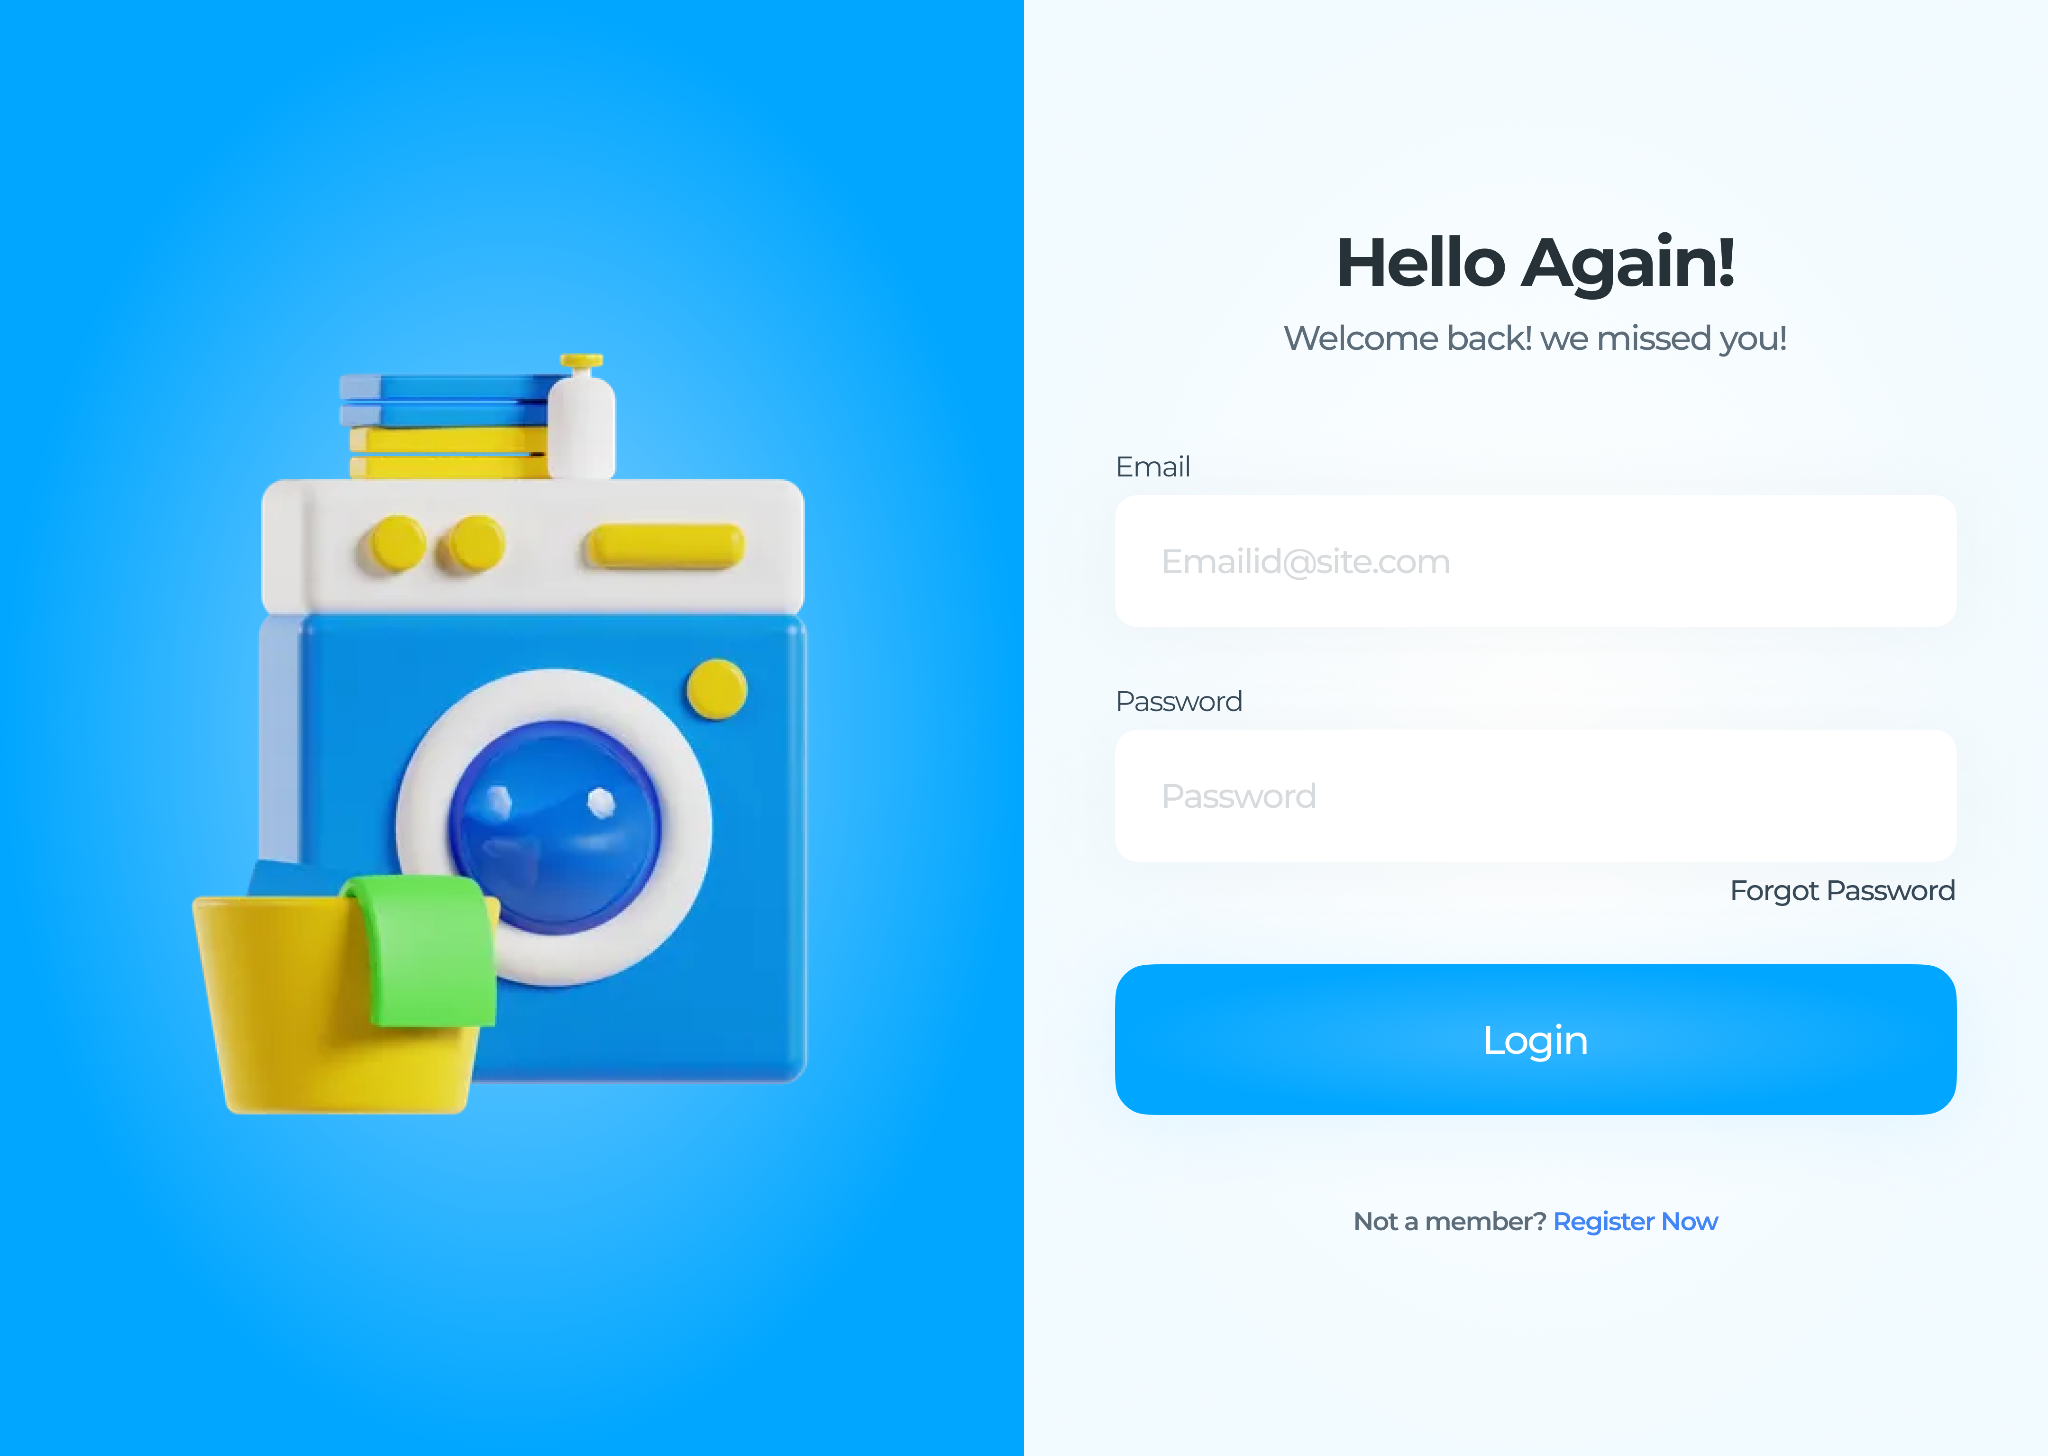 Hello Again!
Welcome back! we missed you!
Email
Emailid@site.com
Password
Password
Forgot Password
Login
Not a member? Register Now